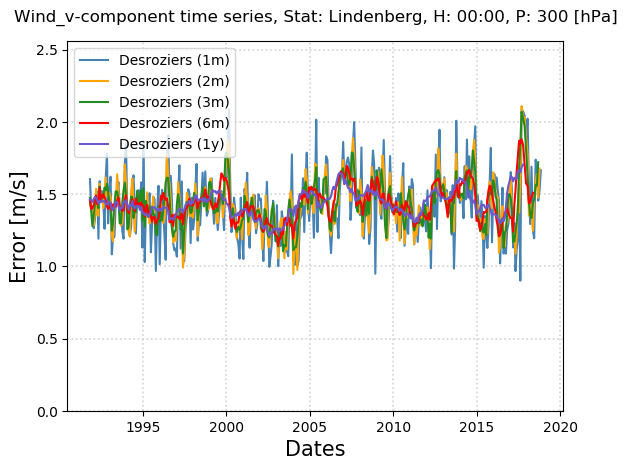 Wind_v-component time series, Stat: Lindenberg, H: 00:00, P: 300 [hPa]
Error [m/s]
2.5
2.0
1.5
1.0
0.5
0.0
Desroziers (1m)
Desroziers (2m)
Desroziers (3m)
Desroziers (6m)
Desroziers (1y)
1995 2000 2005 2010 2015 2020
Dates